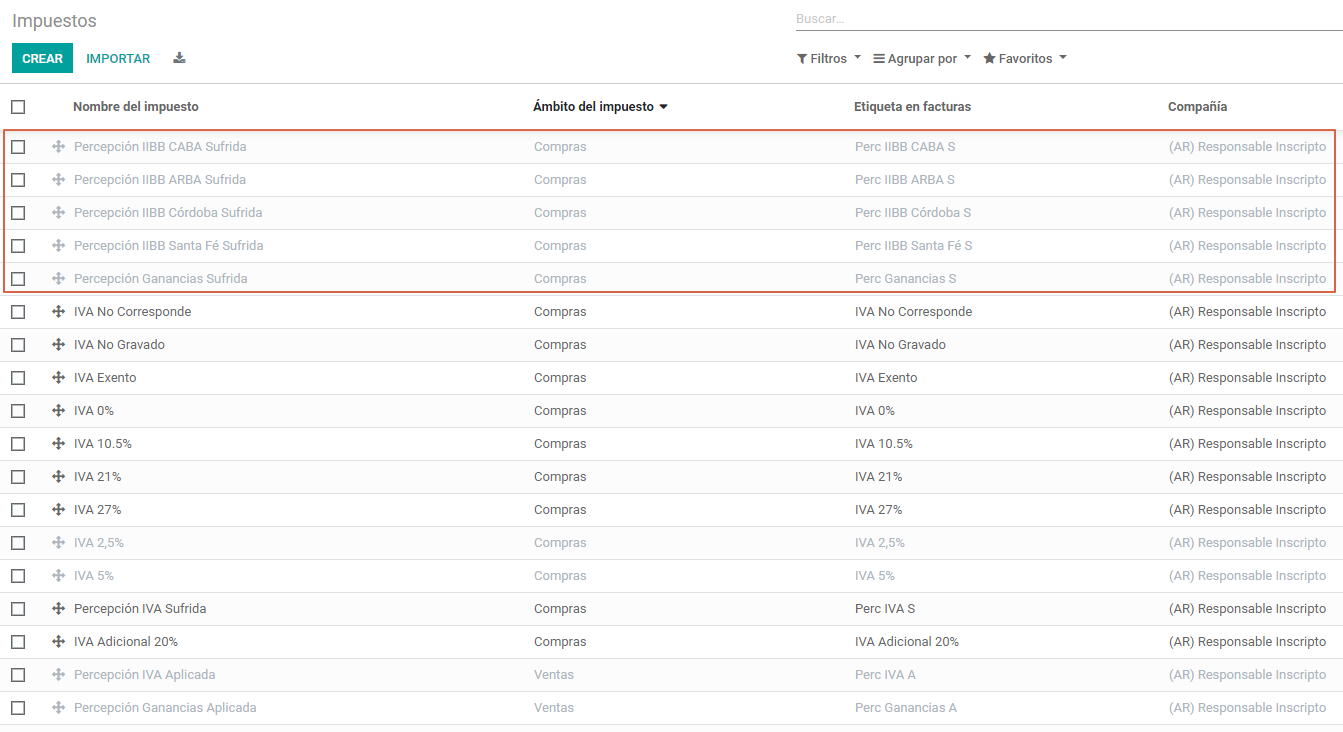 Impuestos
Buscar...
CREAR IMPORTAR
Filtros Agrupar por Favoritos
Nombre del impuesto Ámbito del impuesto Etiqueta en facturas Compañía
Percepción IIBB CABA Sufrida Compras Perc IIBB CABA S (AR) Responsable Inscripto
Percepción IIBB ARBA Sufrida Compras Perc IIBB ARBA S (AR) Responsable Inscripto
Percepción IIBB Córdoba Sufrida Compras Perc IIBB Córdoba S (AR) Responsable Inscripto
Percepción IIBB Santa Fé Sufrida Compras Perc IIBB Santa Fé S (AR) Responsable Inscripto
Percepción Ganancias Sufrida Compras Perc Ganancias S (AR) Responsable Inscripto
IVA No Corresponde Compras IVA No Corresponde (AR) Responsable Inscripto
IVA No Gravado Compras IVA No Gravado (AR) Responsable Inscripto
IVA Exento Compras IVA Exento (AR) Responsable Inscripto
IVA 0% Compras IVA 0% (AR) Responsable Inscripto
IVA 10.5% Compras IVA 10.5% (AR) Responsable Inscripto
IVA 21% Compras IVA 21% (AR) Responsable Inscripto
IVA 27% Compras IVA 27% (AR) Responsable Inscripto
IVA 2,5% Compras IVA 2,5% (AR) Responsable Inscripto
IVA 5% Compras IVA 5% (AR) Responsable Inscripto
Percepción IVA Sufrida Compras Perc IVA S (AR) Responsable Inscripto
IVA Adicional 20% Compras IVA Adicional 20% (AR) Responsable Inscripto
Percepción IVA Aplicada Ventas Perc IVA A (AR) Responsable Inscripto
Percepción Ganancias Aplicada Ventas Perc Ganancias A (AR) Responsable Inscripto